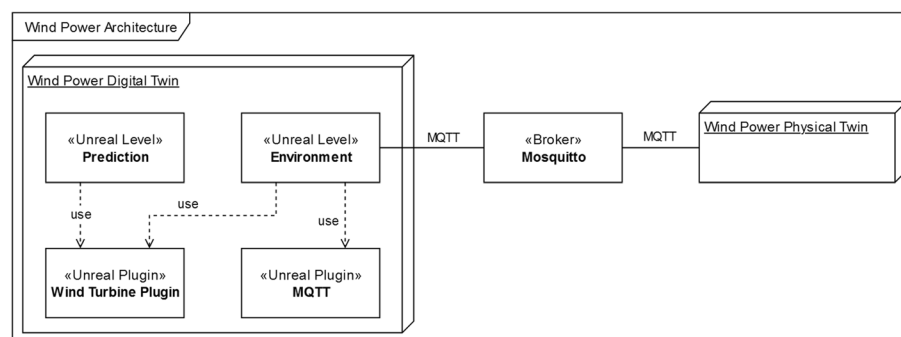 Wind Power Architecture
Wind Power Digital Twin
«Unreal Level»
Prediction
«Unreal Level»
Environment
MQTT
«Broker»
Mosquitto
MQTT
Wind Power Physical Twin
use
use
use
«Unreal Plugin»
Wind Turbine Plugin
«Unreal Plugin»
MQTT